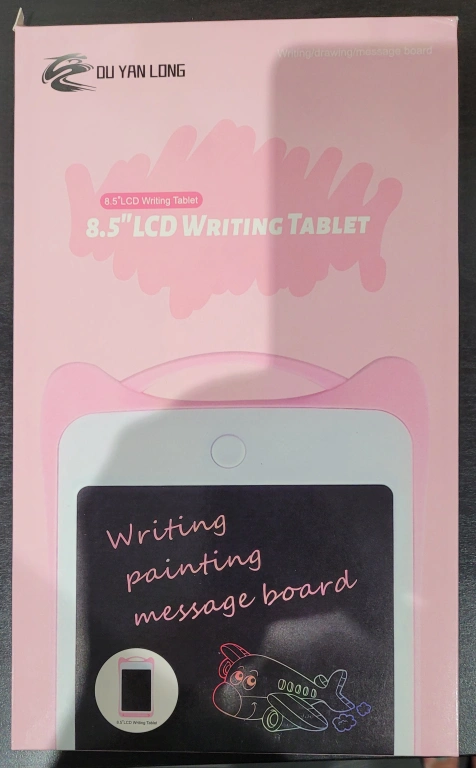 OU YAN LONG
Writing/drawing/message board
8.5"LCD Writing Tablet
8.5"LCD WRITING TABLET
Writing
painting
message board
8.5"LCD Writing Tablet